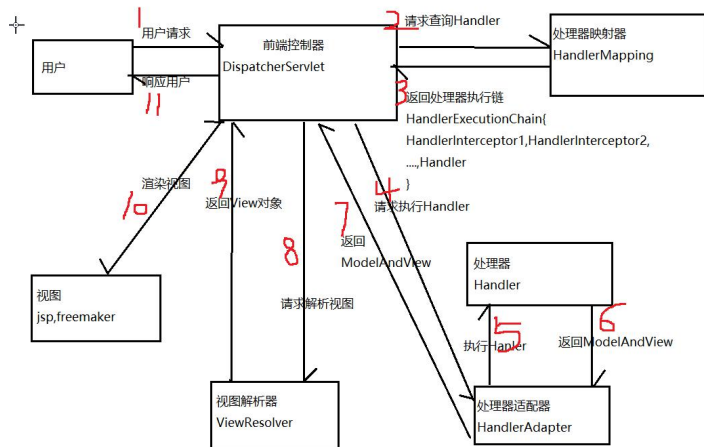 1
用户请求
2
请求查询Handler
用户
前端控制器
DispatcherServlet
处理器映射器
HandlerMapping
响应用户
11
3
返回处理器执行链
HandlerExecutionChain{
HandlerInterceptor1,HandlerInterceptor2,
....,Handler
}
渲染视图
10
9
返回View对象
8
请求解析视图
7
返回
ModelAndView
4
请求执行Handler
处理器
Handler
视图
jsp,freemaker
5
执行Hanler
6
返回ModelAndView
视图解析器
ViewResolver
处理器适配器
HandlerAdapter